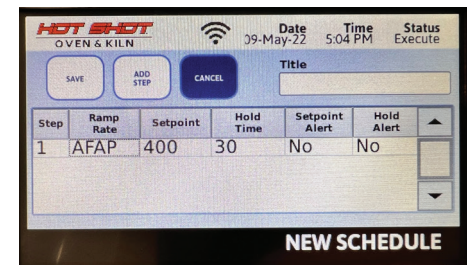 HOT SHOT
OVEN & KILN
Date Time Status
09-May-22 5:04 PM Execute
SAVE
ADD STEP
CANCEL
Title
Step Ramp Rate Setpoint Hold Time Setpoint Alert Hold Alert
1 AFAP 400 30 No No
NEW SCHEDULE